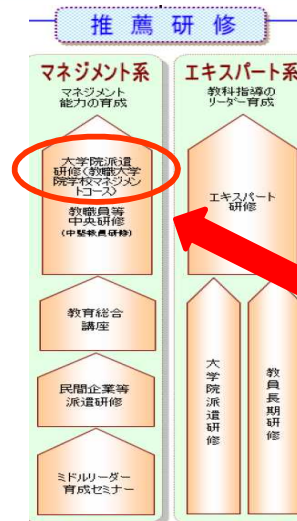 推薦研修
マネジメント系
マネジメント
能力の育成
大学院派遣
研修(教職大学
院学校マネジメン
トコース)
教職員等
中央研修
(中堅教員研修)
教育総合
講座
民間企業等
派遣研修
ミドルリーダー
育成セミナー
エキスパート系
教科指導の
リーダー育成
エキスパート
研修
大学院派遣研修
教員長期研修